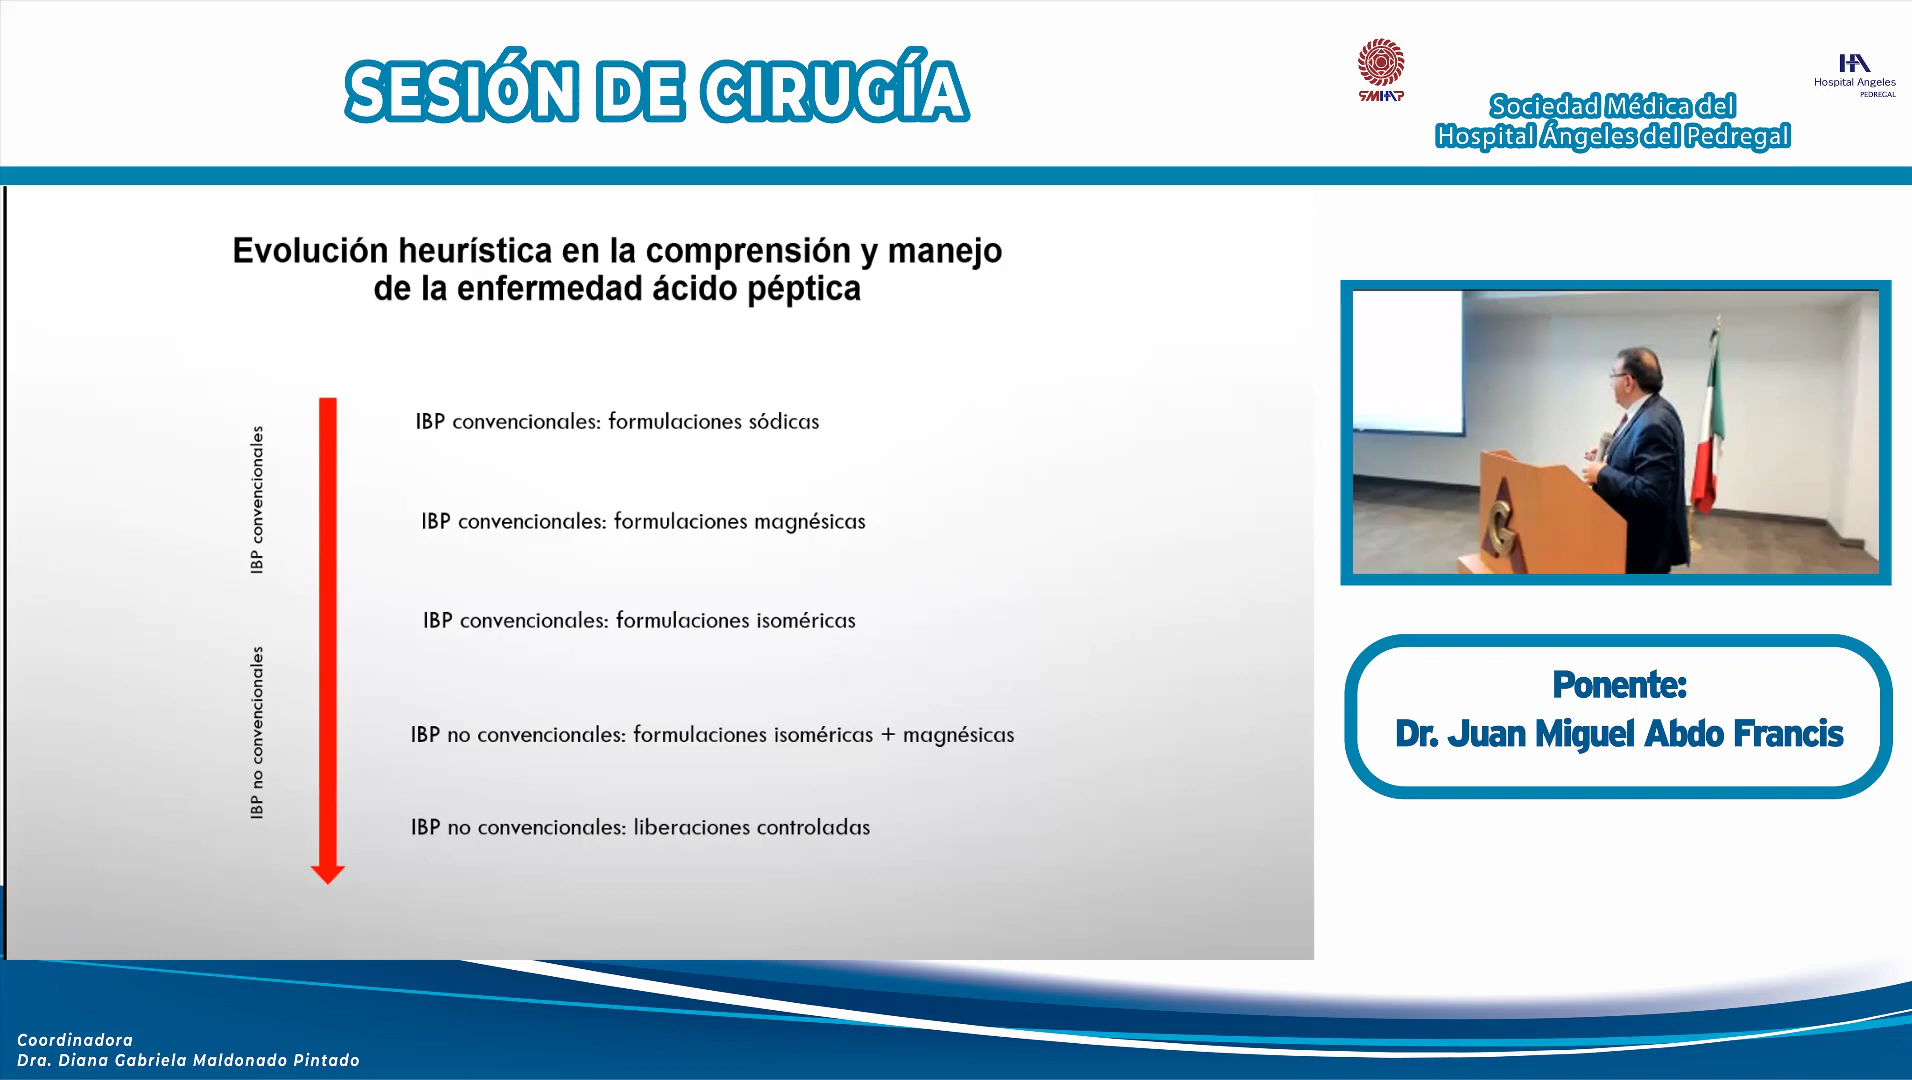 SESIÓN DE CIRUGÍA
SMHAP
HA
Hospital Angeles
PEDREGAL
Sociedad Médica del
Hospital Ángeles del Pedregal
Evolución heurística en la comprensión y manejo
de la enfermedad ácido péptica
IBP convencionales
IBP no convencionales
IBP convencionales: formulaciones sódicas
IBP convencionales: formulaciones magnésicas
IBP convencionales: formulaciones isoméricas
IBP no convencionales: formulaciones isoméricas + magnésicas
IBP no convencionales: liberaciones controladas
G
Ponente:
Dr. Juan Miguel Abdo Francis
Coordinadora
Dra. Diana Gabriela Maldonado Pintado